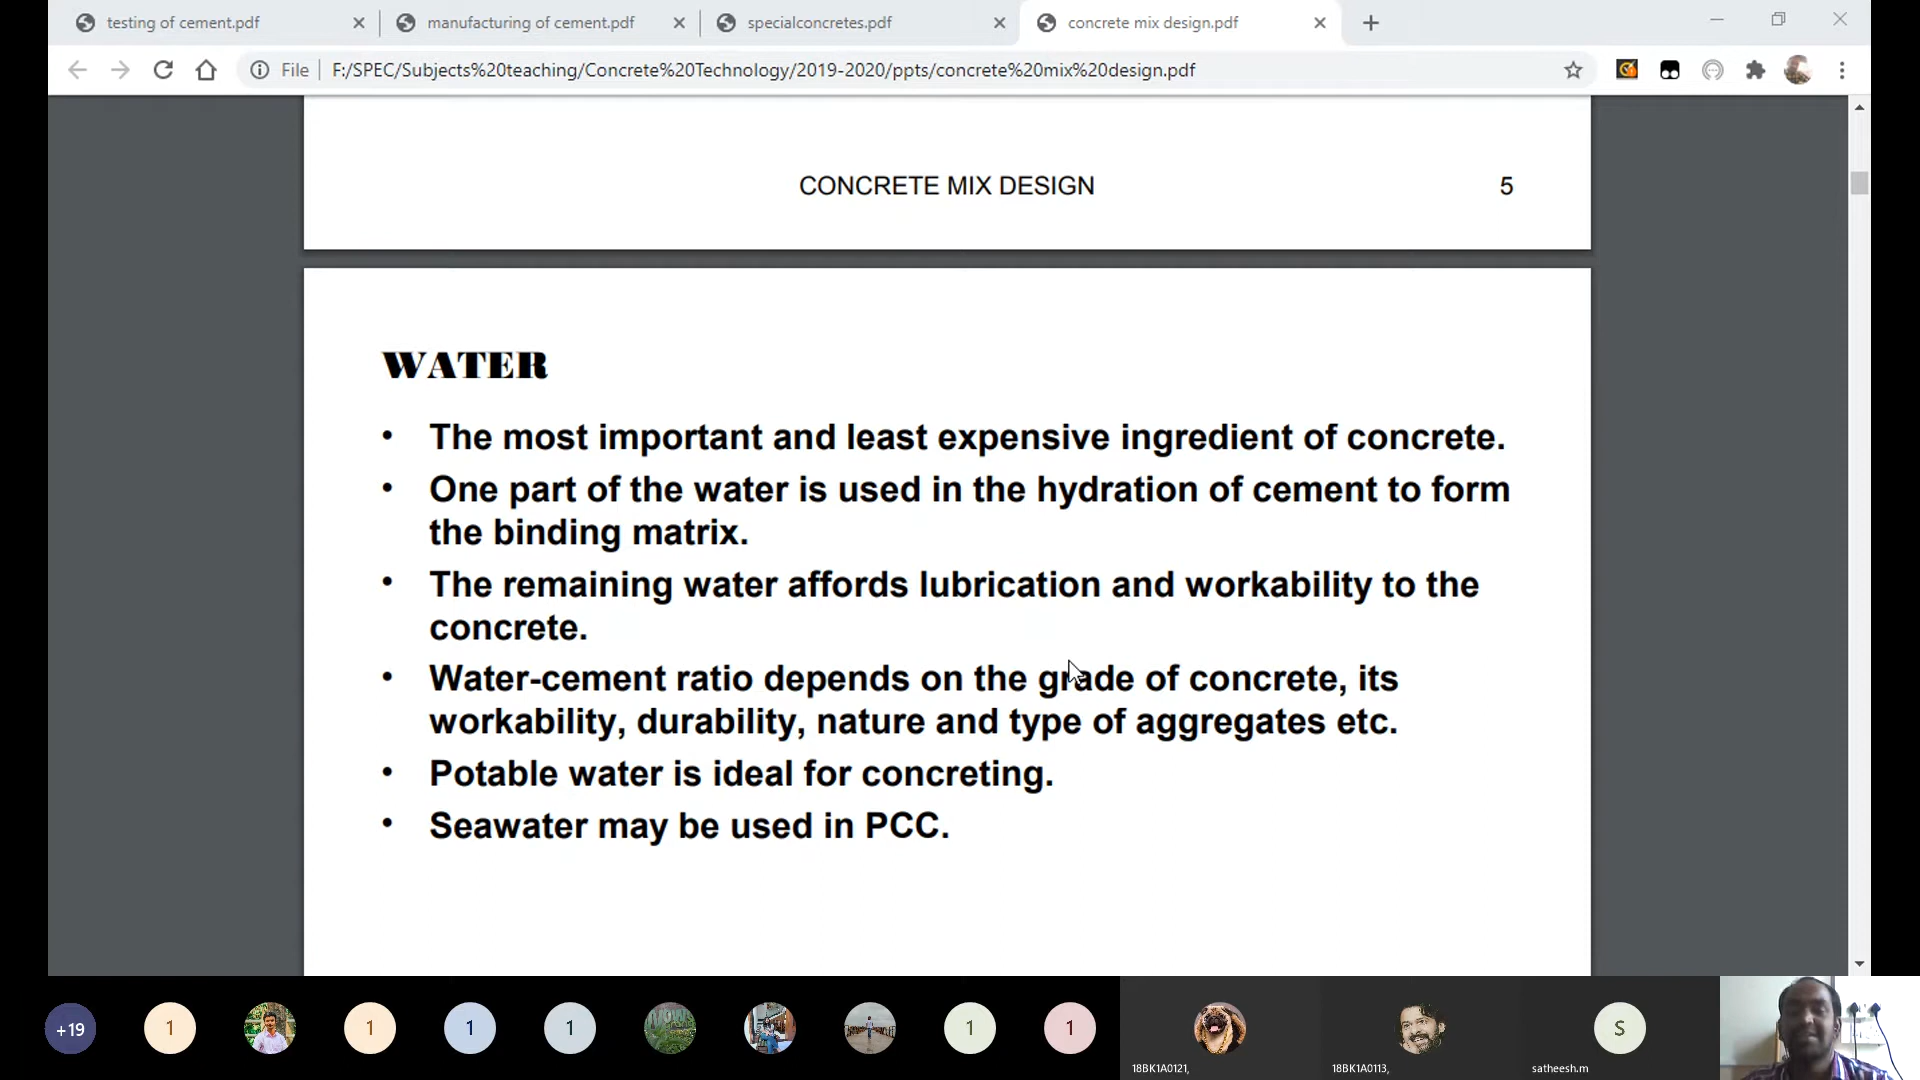 testing of cement.pdf
manufacturing of cement.pdf
specialconcretes.pdf
concrete mix design.pdf
File
F:/SPEC/Subjects%20teaching/Concrete%20Technology/2019-2020/ppts/concrete%20mix%20design.pdf
CONCRETE MIX DESIGN
5
WATER
• The most important and least expensive ingredient of concrete.
• One part of the water is used in the hydration of cement to form
the binding matrix.
• The remaining water affords lubrication and workability to the
concrete.
• Water-cement ratio depends on the grade of concrete, its
workability, durability, nature and type of aggregates etc.
• Potable water is ideal for concreting.
• Seawater may be used in PCC.
+19
1
1
1
1
1
1
S
18BK1A0121,
18BK1A0113,
satheesh.m